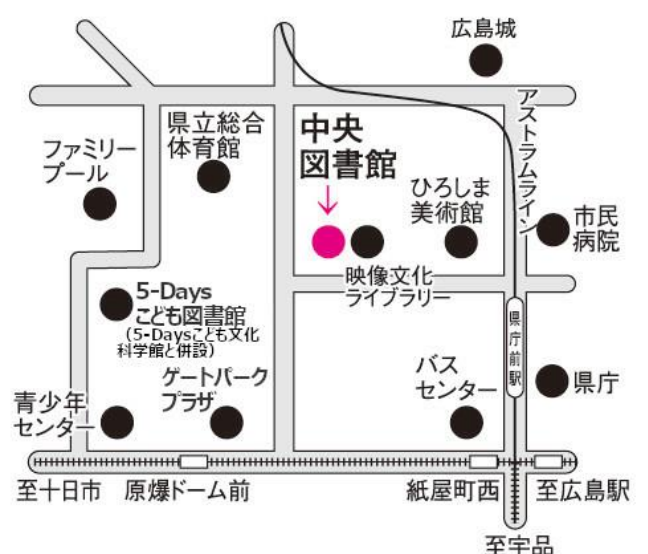 広島城
アストラムライン
県立総合
体育館
中央
図書館
ファミリー
プール
ひろしま
美術館
市民
病院
映像文化
ライブラリー
5-Days
こども図書館
（5-Daysこども文化
科学館と併設）
県庁前駅
ゲートパーク
プラザ
バス
センター
県庁
青少年
センター
至十日市
原爆ドーム前
紙屋町西
至広島駅
至宇品